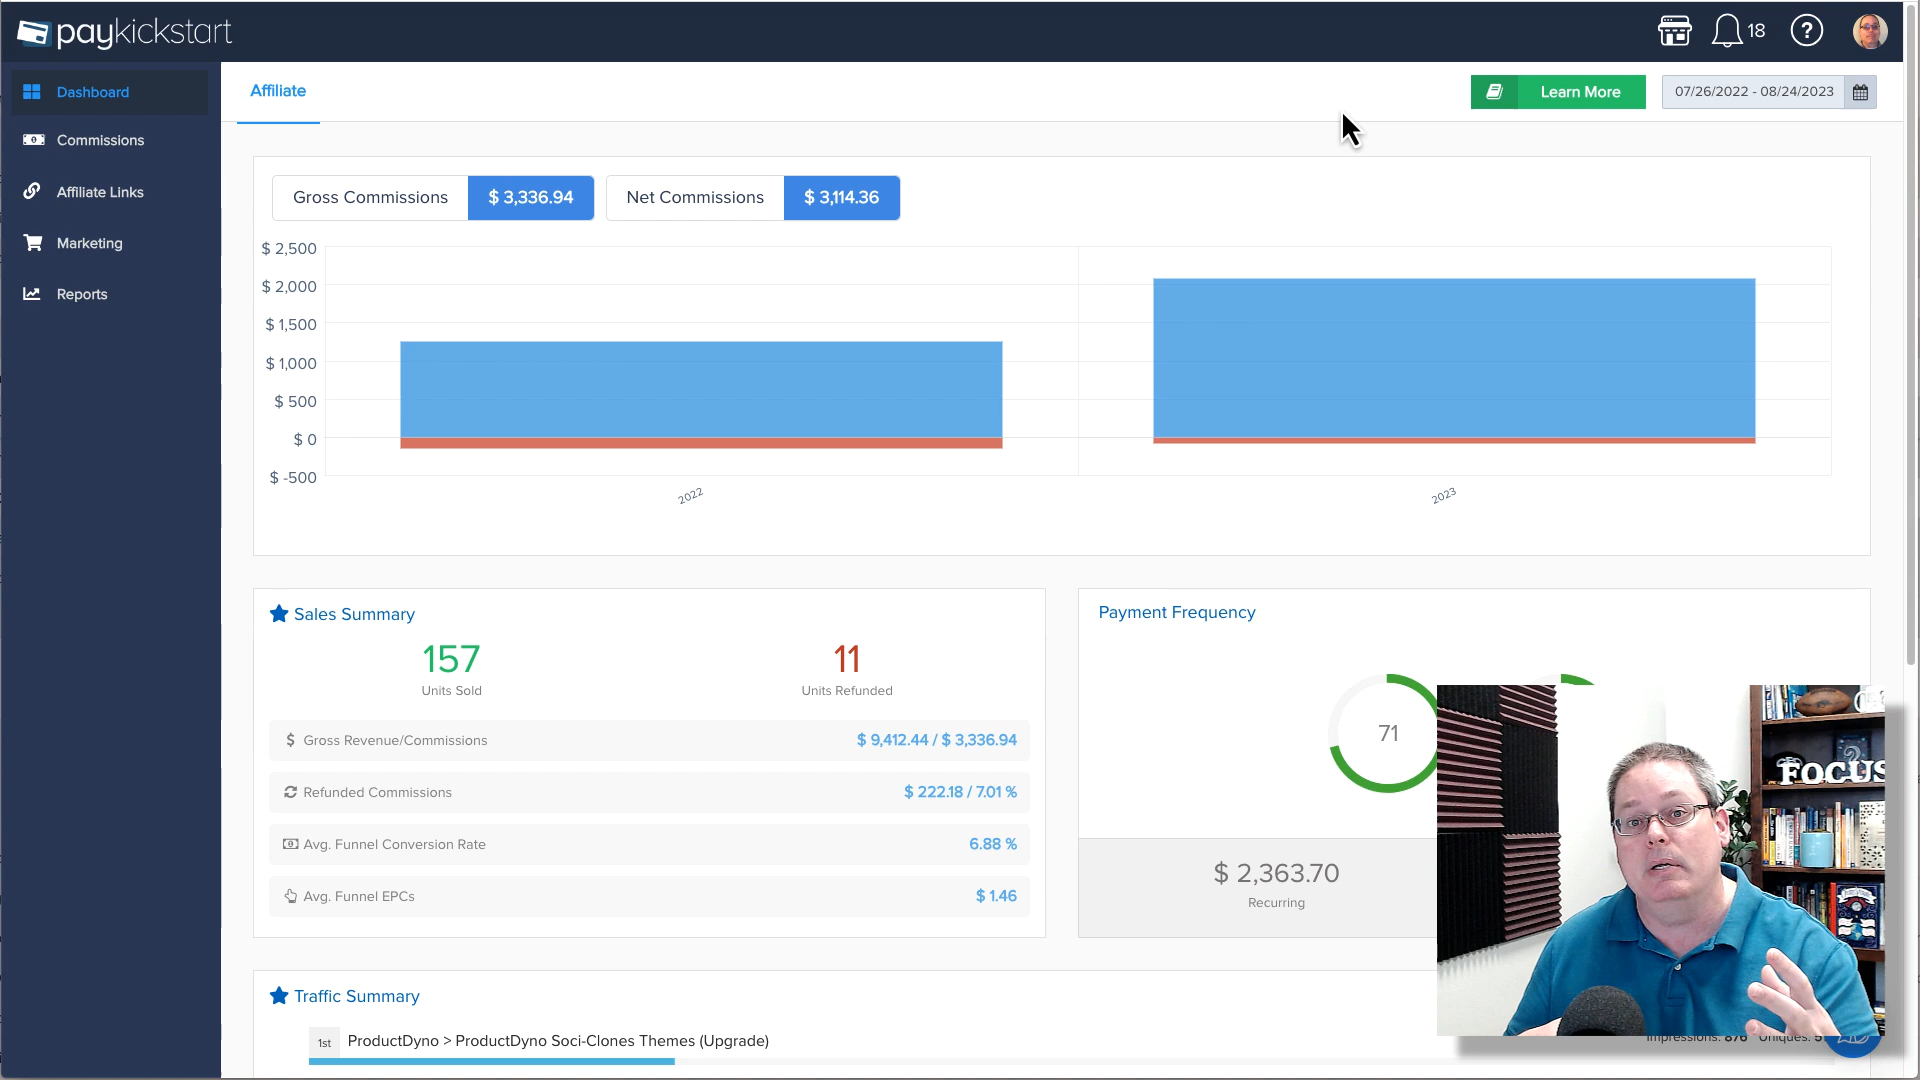 paykickstart
18
?
Dashboard
Commissions
Affiliate Links
Marketing
Reports
Affiliate
Learn More
07/26/2022 - 08/24/2023
Gross Commissions $ 3,336.94
Net Commissions $ 3,114.36
$ 2,500
$ 2,000
$ 1,500
$ 1,000
$ 500
$ 0
$ -500
2022
2023
Sales Summary
157
Units Sold
11
Units Refunded
$ Gross Revenue/Commissions $ 9,412.44 / $ 3,336.94
Refunded Commissions $ 222.18 / 7.01 %
Avg. Funnel Conversion Rate 6.88 %
Avg. Funnel EPCs $ 1.46
Payment Frequency
71
$ 2,363.70
Recurring
FOCUS
Traffic Summary
1st ProductDyno > ProductDyno Soci-Clones Themes (Upgrade)
Impressions: 876 Uniques: 5